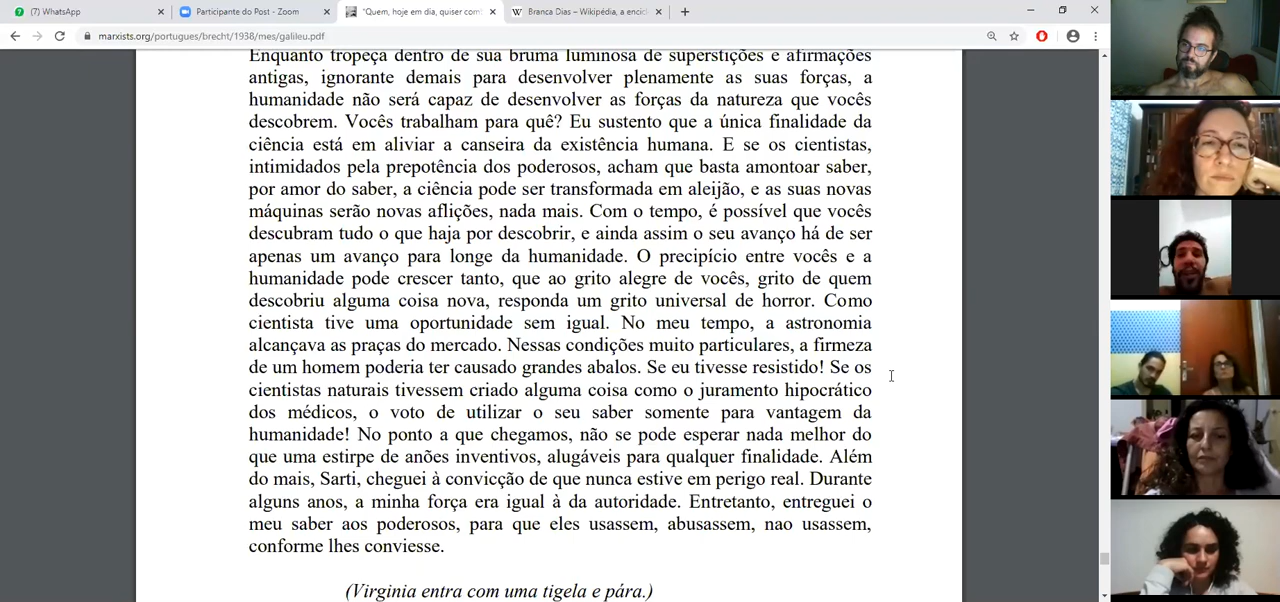 (7) WhatsApp
Participante do Post - Zoom
"Quem, hoje em dia, quiser com
Branca Dias – Wikipédia, a encicl
marxists.org/portugues/brecht/1938/mes/galileu.pdf
Enquanto tropeça dentro de sua bruma luminosa de superstições e afirmações
antigas, ignorante demais para desenvolver plenamente as suas forças, a
humanidade não será capaz de desenvolver as forças da natureza que vocês
descobrem. Vocês trabalham para quê? Eu sustento que a única finalidade da
ciência está em aliviar a canseira da existência humana. E se os cientistas,
intimidados pela prepotência dos poderosos, acham que basta amontoar saber,
por amor do saber, a ciência pode ser transformada em aleijão, e as suas novas
máquinas serão novas aflições, nada mais. Com o tempo, é possível que vocês
descubram tudo o que haja por descobrir, e ainda assim o seu avanço há de ser
apenas um avanço para longe da humanidade. O precipício entre vocês e a
humanidade pode crescer tanto, que ao grito alegre de vocês, grito de quem
descobriu alguma coisa nova, responda um grito universal de horror. Como
cientista tive uma oportunidade sem igual. No meu tempo, a astronomia
alcançava as praças do mercado. Nessas condições muito particulares, a firmeza
de um homem poderia ter causado grandes abalos. Se eu tivesse resistido! Se os
cientistas naturais tivessem criado alguma coisa como o juramento hipocrático
dos médicos, o voto de utilizar o seu saber somente para vantagem da
humanidade! No ponto a que chegamos, não se pode esperar nada melhor do
que uma estirpe de anões inventivos, alugáveis para qualquer finalidade. Além
do mais, Sarti, cheguei à convicção de que nunca estive em perigo real. Durante
alguns anos, a minha força era igual à da autoridade. Entretanto, entreguei o
meu saber aos poderosos, para que eles usassem, abusassem, nao usassem,
conforme lhes conviesse.
(Virginia entra com uma tigela e pára.)